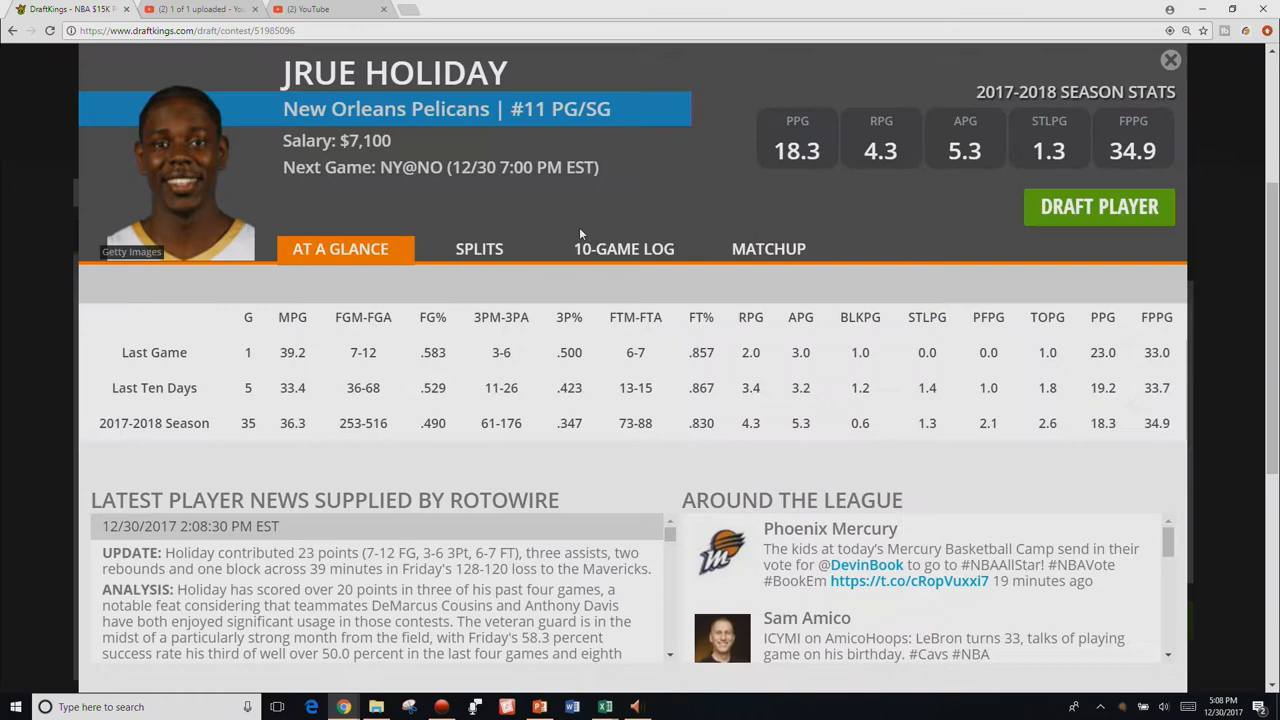 DraftKings - NBA $15K P
(2) 1 of 1 uploaded - You
(2) YouTube
https://www.draftkings.com/draft/contest/51985096
JRUE HOLIDAY
New Orleans Pelicans | #11 PG/SG
Salary: $7,100
Next Game: NY@NO (12/30 7:00 PM EST)
2017-2018 SEASON STATS
PPG RPG APG STLPG FPPG
18.3 4.3 5.3 1.3 34.9
DRAFT PLAYER
Getty Images
AT A GLANCE SPLITS 10-GAME LOG MATCHUP
G MPG FGM-FGA FG% 3PM-3PA 3P% FTM-FTA FT% RPG APG BLKPG STLPG PFPG TOPG PPG FPPG
Last Game 1 39.2 7-12 .583 3-6 .500 6-7 .857 2.0 3.0 1.0 0.0 0.0 1.0 23.0 33.0
Last Ten Days 5 33.4 36-68 .529 11-26 .423 13-15 .867 3.4 3.2 1.2 1.4 1.0 1.8 19.2 33.7
2017-2018 Season 35 36.3 253-516 .490 61-176 .347 73-88 .830 4.3 5.3 0.6 1.3 2.1 2.6 18.3 34.9
LATEST PLAYER NEWS SUPPLIED BY ROTOWIRE
12/30/2017 2:08:30 PM EST
UPDATE: Holiday contributed 23 points (7-12 FG, 3-6 3Pt, 6-7 FT), three assists, two
rebounds and one block across 39 minutes in Friday's 128-120 loss to the Mavericks.
ANALYSIS: Holiday has scored over 20 points in three of his past four games, a
notable feat considering that teammates DeMarcus Cousins and Anthony Davis
have both enjoyed significant usage in those contests. The veteran guard is in the
midst of a particularly strong month from the field, with Friday's 58.3 percent
success rate his third of well over 50.0 percent in the last four games and eighth
AROUND THE LEAGUE
Phoenix Mercury
The kids at today's Mercury Basketball Camp send in their
vote for @DevinBook to go to #NBAAllStar! #NBAVote
#BookEm https://t.co/cRopVuxxi7 19 minutes ago
Sam Amico
ICYMI on AmicoHoops: LeBron turns 33, talks of playing
game on his birthday. #Cavs #NBA
Type here to search
5:08 PM
12/30/2017